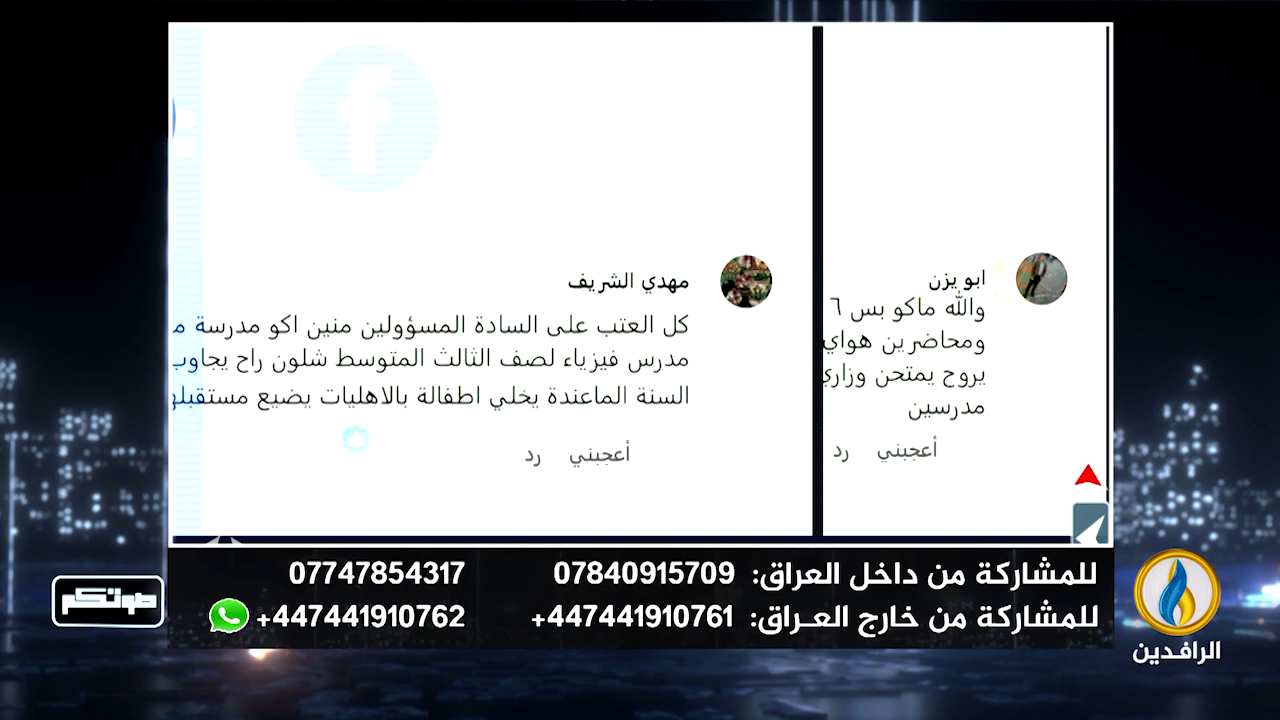 ابو يزن
والله ماكو بس ٦
ومحاضرين هواي
يروح يمتحن وزاري
مدرسين
أعجبني رد
مهدي الشريف
كل العتب على السادة المسؤولين منين اكو مدرسة
مدرس فيزياء لصف الثالث المتوسط شلون راح يجاوب
السنة الماعندة يخلي اطفالة بالاهليات يضيع
أعجبني رد
للمشاركة من داخل العراق: 07840915709 07747854317
للمشاركة من خارج العراق: +447441910761 +447441910762
صوتكم
الرافدين